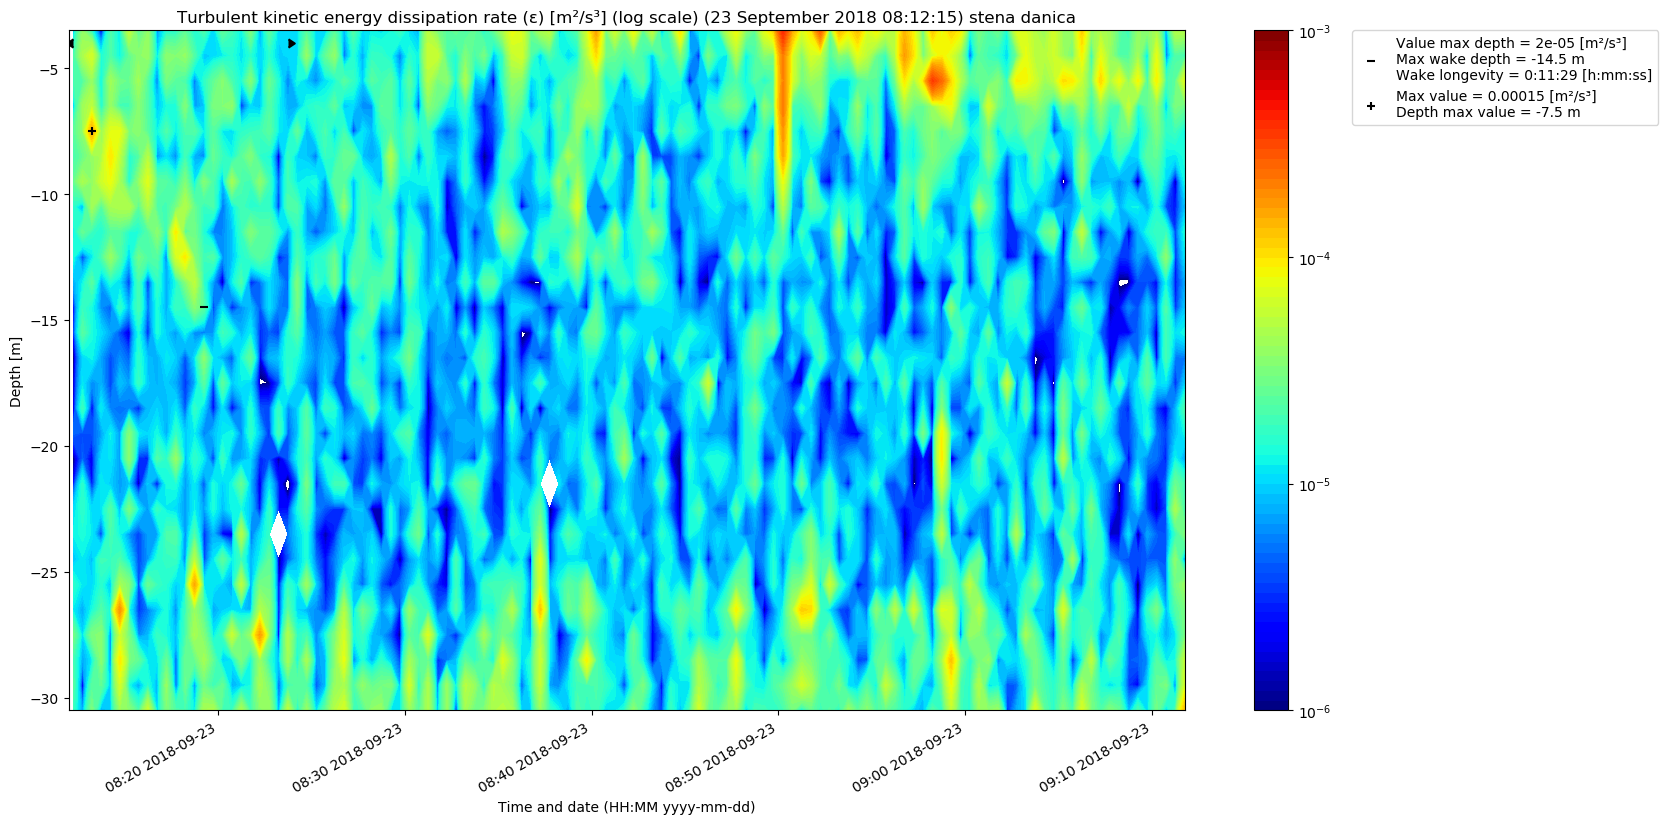 Turbulent kinetic energy dissipation rate (ε) [m²/s³] (log scale) (23 September 2018 08:12:15) stena danica
Depth [m]
−5
−10
−15
−20
−25
−30
08:20 2018-09-23
08:30 2018-09-23
08:40 2018-09-23
08:50 2018-09-23
09:00 2018-09-23
09:10 2018-09-23
Time and date (HH:MM yyyy-mm-dd)
10⁻³
10⁻⁴
10⁻⁵
10⁻⁶
Value max depth = 2e-05 [m²/s³]
Max wake depth = -14.5 m
Wake longevity = 0:11:29 [h:mm:ss]
Max value = 0.00015 [m²/s³]
Depth max value = -7.5 m